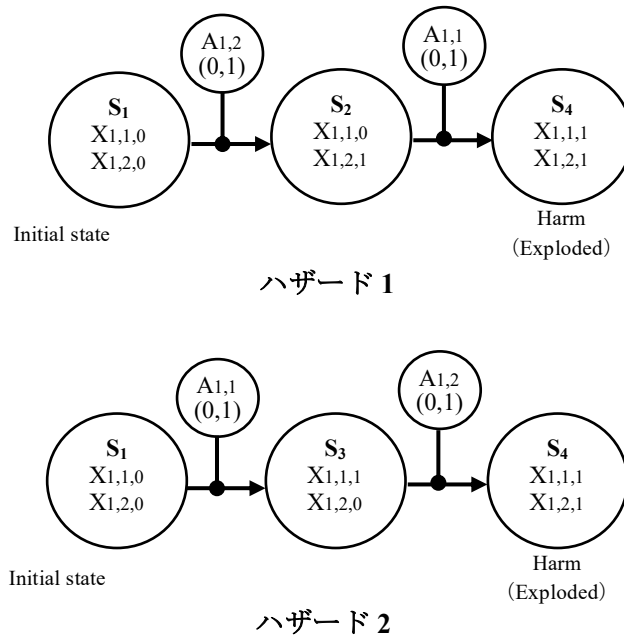 A1,2
(0,1)
A1,1
(0,1)
S1
X1,1,0
X1,2,0
S2
X1,1,0
X1,2,1
S4
X1,1,1
X1,2,1
Initial state
Harm
（Exploded）
ハザード 1
A1,1
(0,1)
A1,2
(0,1)
S1
X1,1,0
X1,2,0
S3
X1,1,1
X1,2,0
S4
X1,1,1
X1,2,1
Initial state
Harm
（Exploded）
ハザード 2